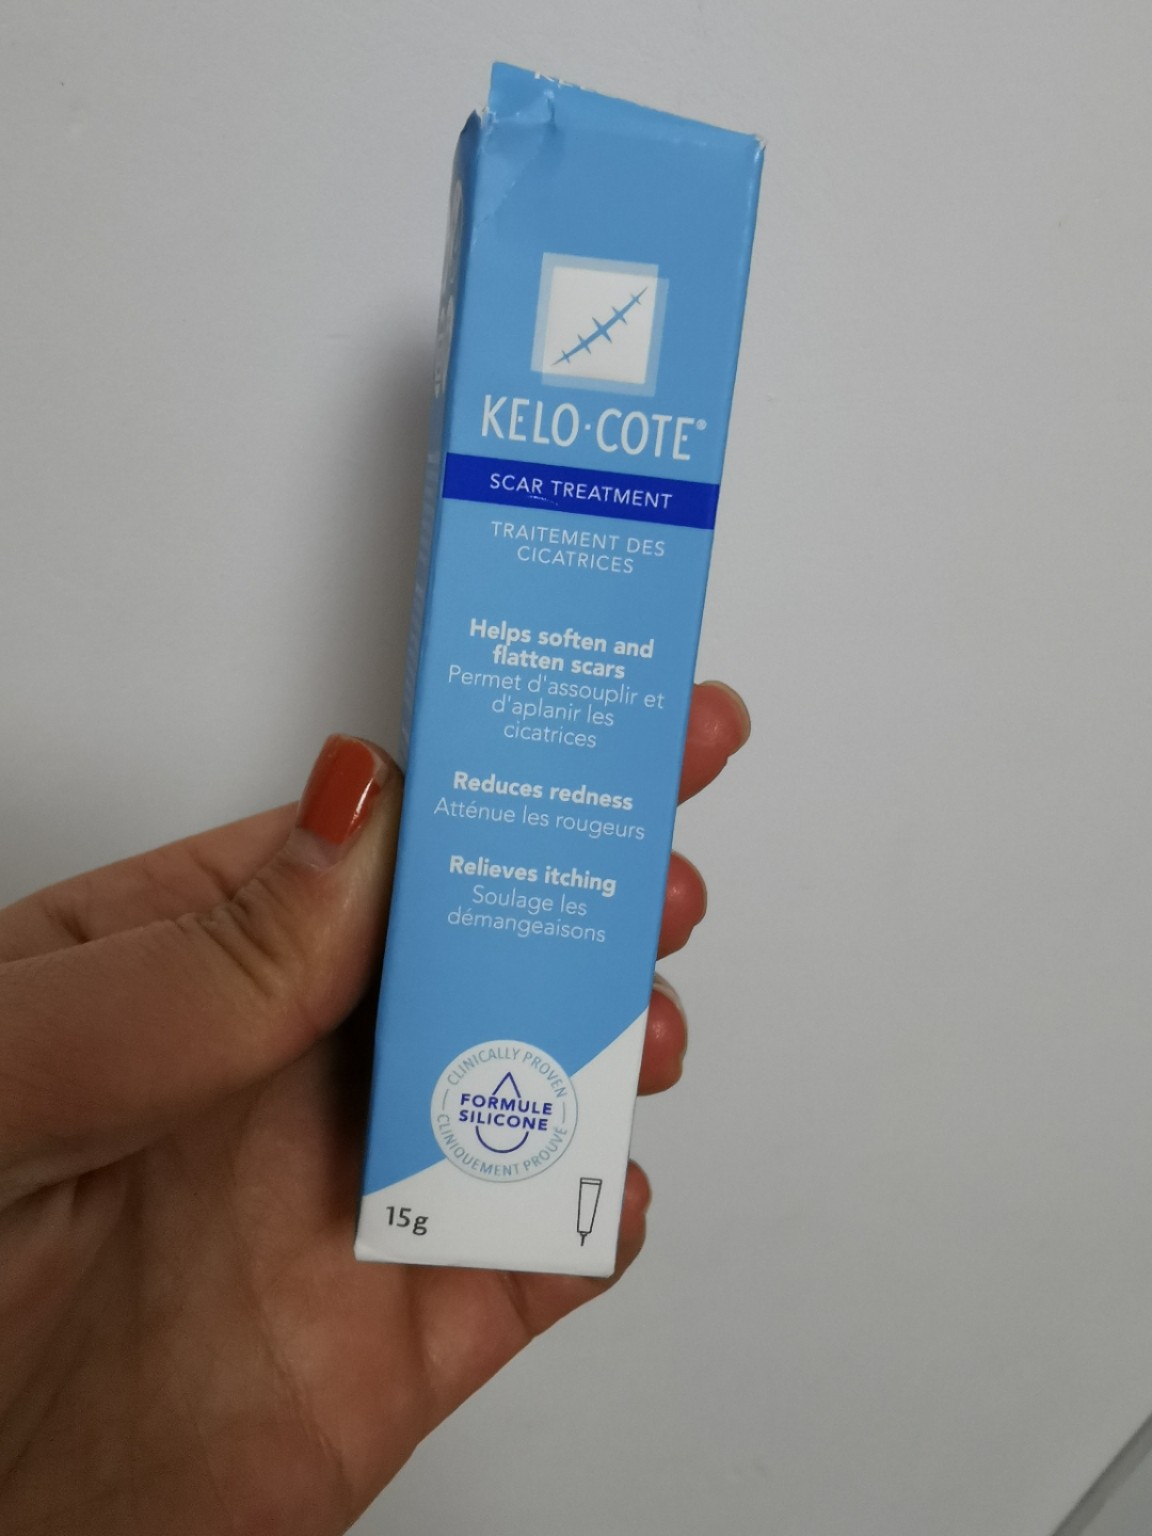 KELO·COTE®
SCAR TREATMENT
TRAITEMENT DES
CICATRICES
Helps soften and
flatten scars
Permet d'assouplir et
d'aplanir les
cicatrices
Reduces redness
Atténue les rougeurs
Relieves itching
Soulage les
démangeaisons
CLINICALLY PROVEN
FORMULE
SILICONE
CLINIQUEMENT PROUVÉ
15g